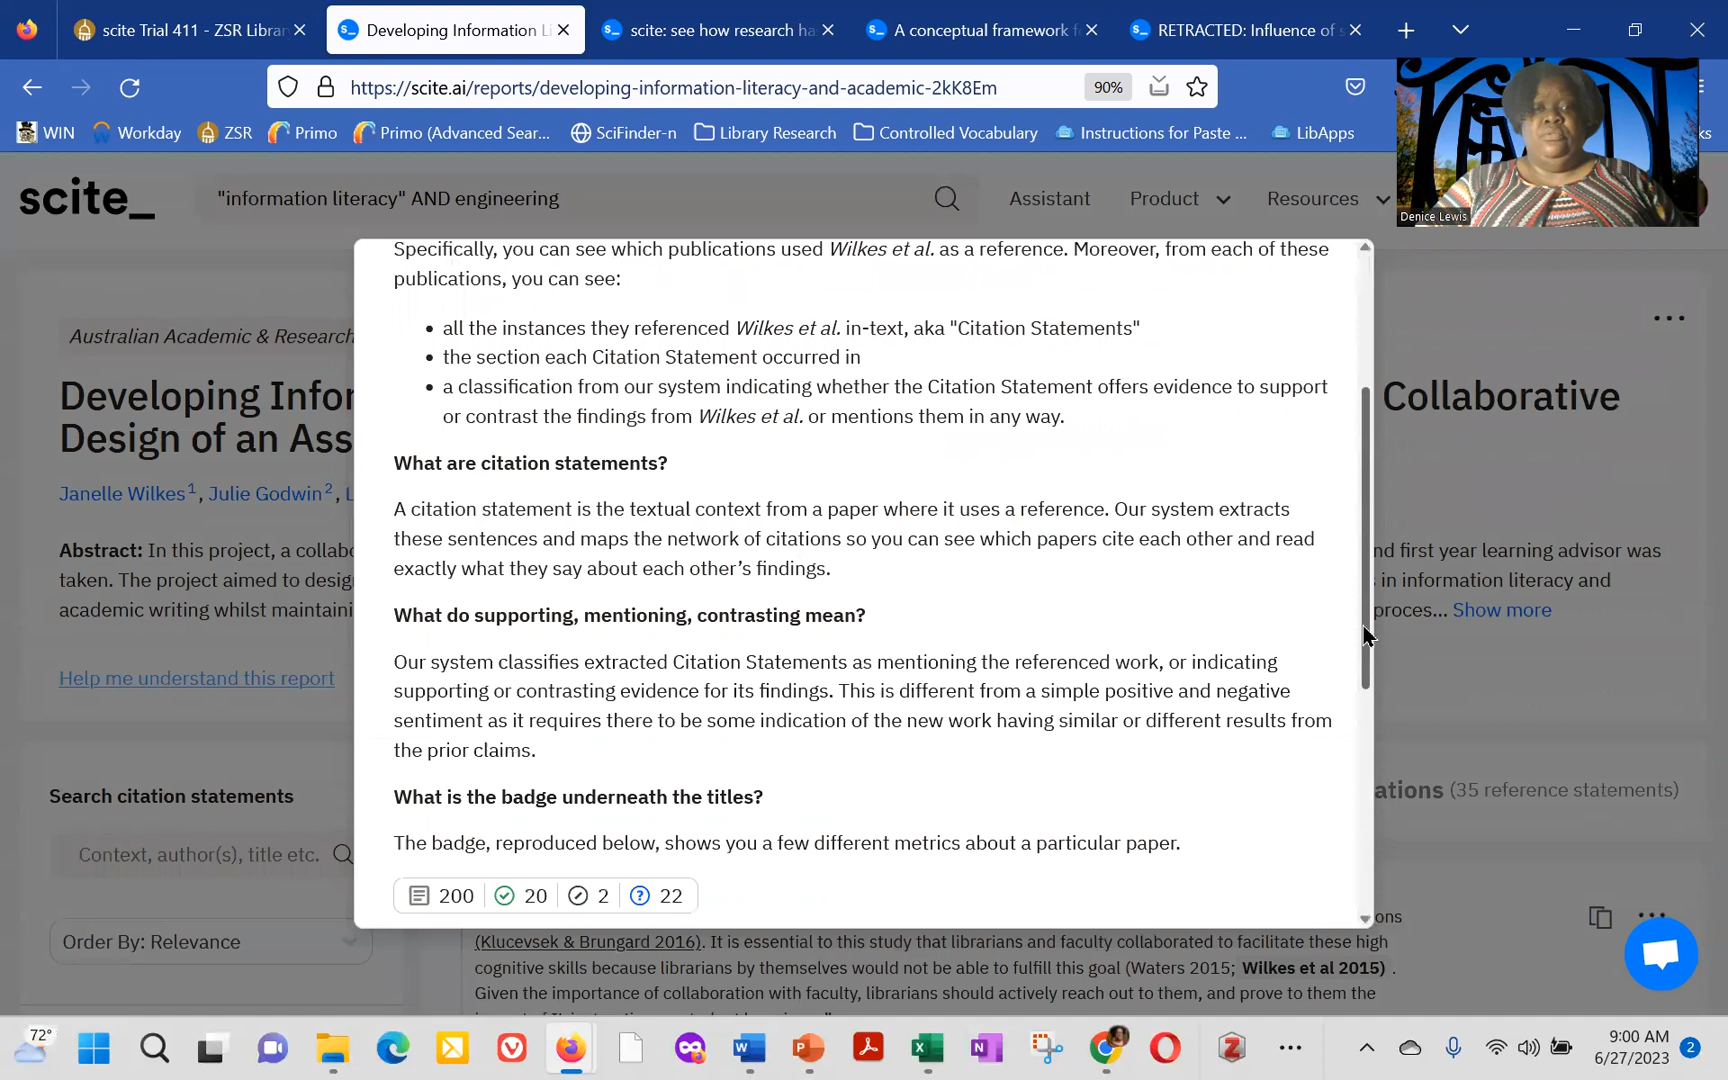 scite Trial 411 - ZSR Librar
Developing Information L
scite: see how research ha
A conceptual framework f
RETRACTED: Influence of s
https://scite.ai/reports/developing-information-literacy-and-academic-2kK8Em
90%
WIN
Workday
ZSR
Primo
Primo (Advanced Sear...
SciFinder-n
Library Research
Controlled Vocabulary
Instructions for Paste ...
LibApps
ks
Denice Lewis
scite_
"information literacy" AND engineering
Assistant
Product
Resources
Specifically, you can see which publications used Wilkes et al. as a reference. Moreover, from each of these
publications, you can see:
• all the instances they referenced Wilkes et al. in-text, aka "Citation Statements"
• the section each Citation Statement occurred in
• a classification from our system indicating whether the Citation Statement offers evidence to support
or contrast the findings from Wilkes et al. or mentions them in any way.
What are citation statements?
A citation statement is the textual context from a paper where it uses a reference. Our system extracts
these sentences and maps the network of citations so you can see which papers cite each other and read
exactly what they say about each other's findings.
What do supporting, mentioning, contrasting mean?
Our system classifies extracted Citation Statements as mentioning the referenced work, or indicating
supporting or contrasting evidence for its findings. This is different from a simple positive and negative
sentiment as it requires there to be some indication of the new work having similar or different results from
the prior claims.
What is the badge underneath the titles?
The badge, reproduced below, shows you a few different metrics about a particular paper.
200 20 2 22
Australian Academic & Research
Developing Infor
Collaborative
Design of an Ass
Janelle Wilkes1, Julie Godwin2, L
Abstract: In this project, a collab
nd first year learning advisor was
taken. The project aimed to desig
in information literacy and
academic writing whilst maintaini
proces... Show more
Help me understand this report
Search citation statements
ations (35 reference statements)
Context, author(s), title etc.
Order By: Relevance
ons
(Klucevsek & Brungard 2016). It is essential to this study that librarians and faculty collaborated to facilitate these high
cognitive skills because librarians by themselves would not be able to fulfill this goal (Waters 2015; Wilkes et al 2015) .
Given the importance of collaboration with faculty, librarians should actively reach out to them, and prove to them the
72°
9:00 AM
6/27/2023
2